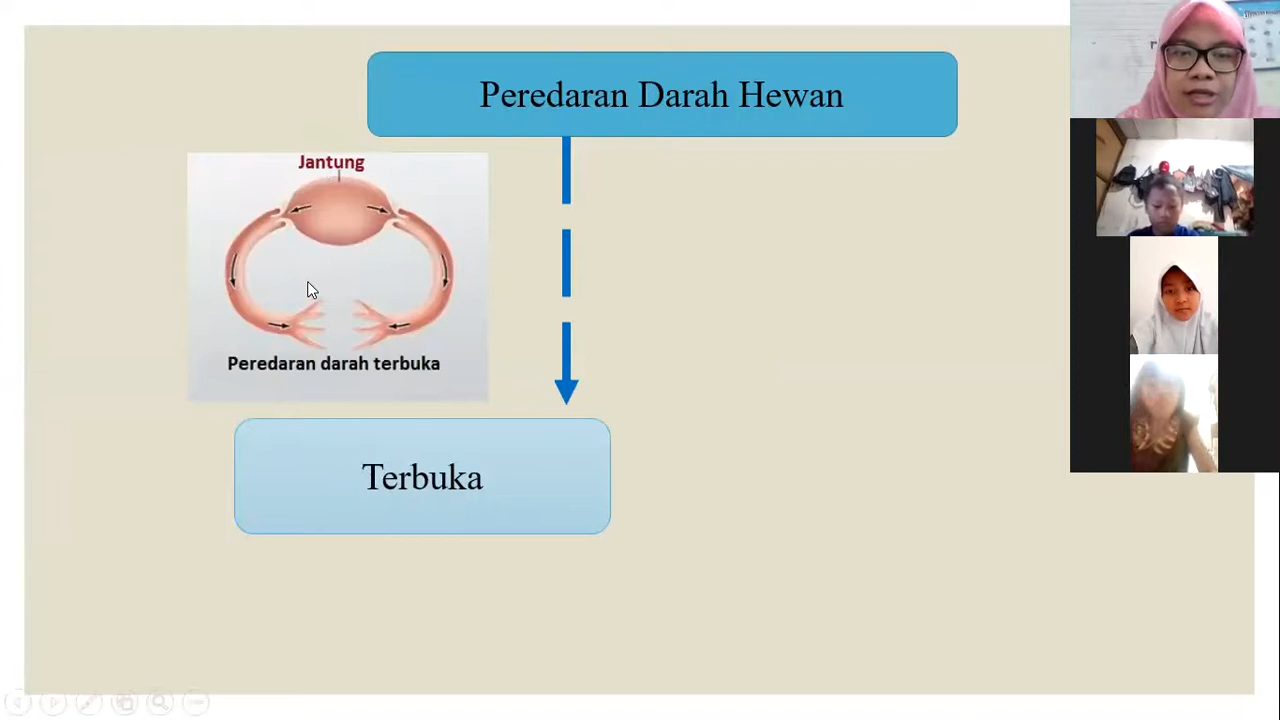 Peredaran Darah Hewan
Jantung
Peredaran darah terbuka
Terbuka